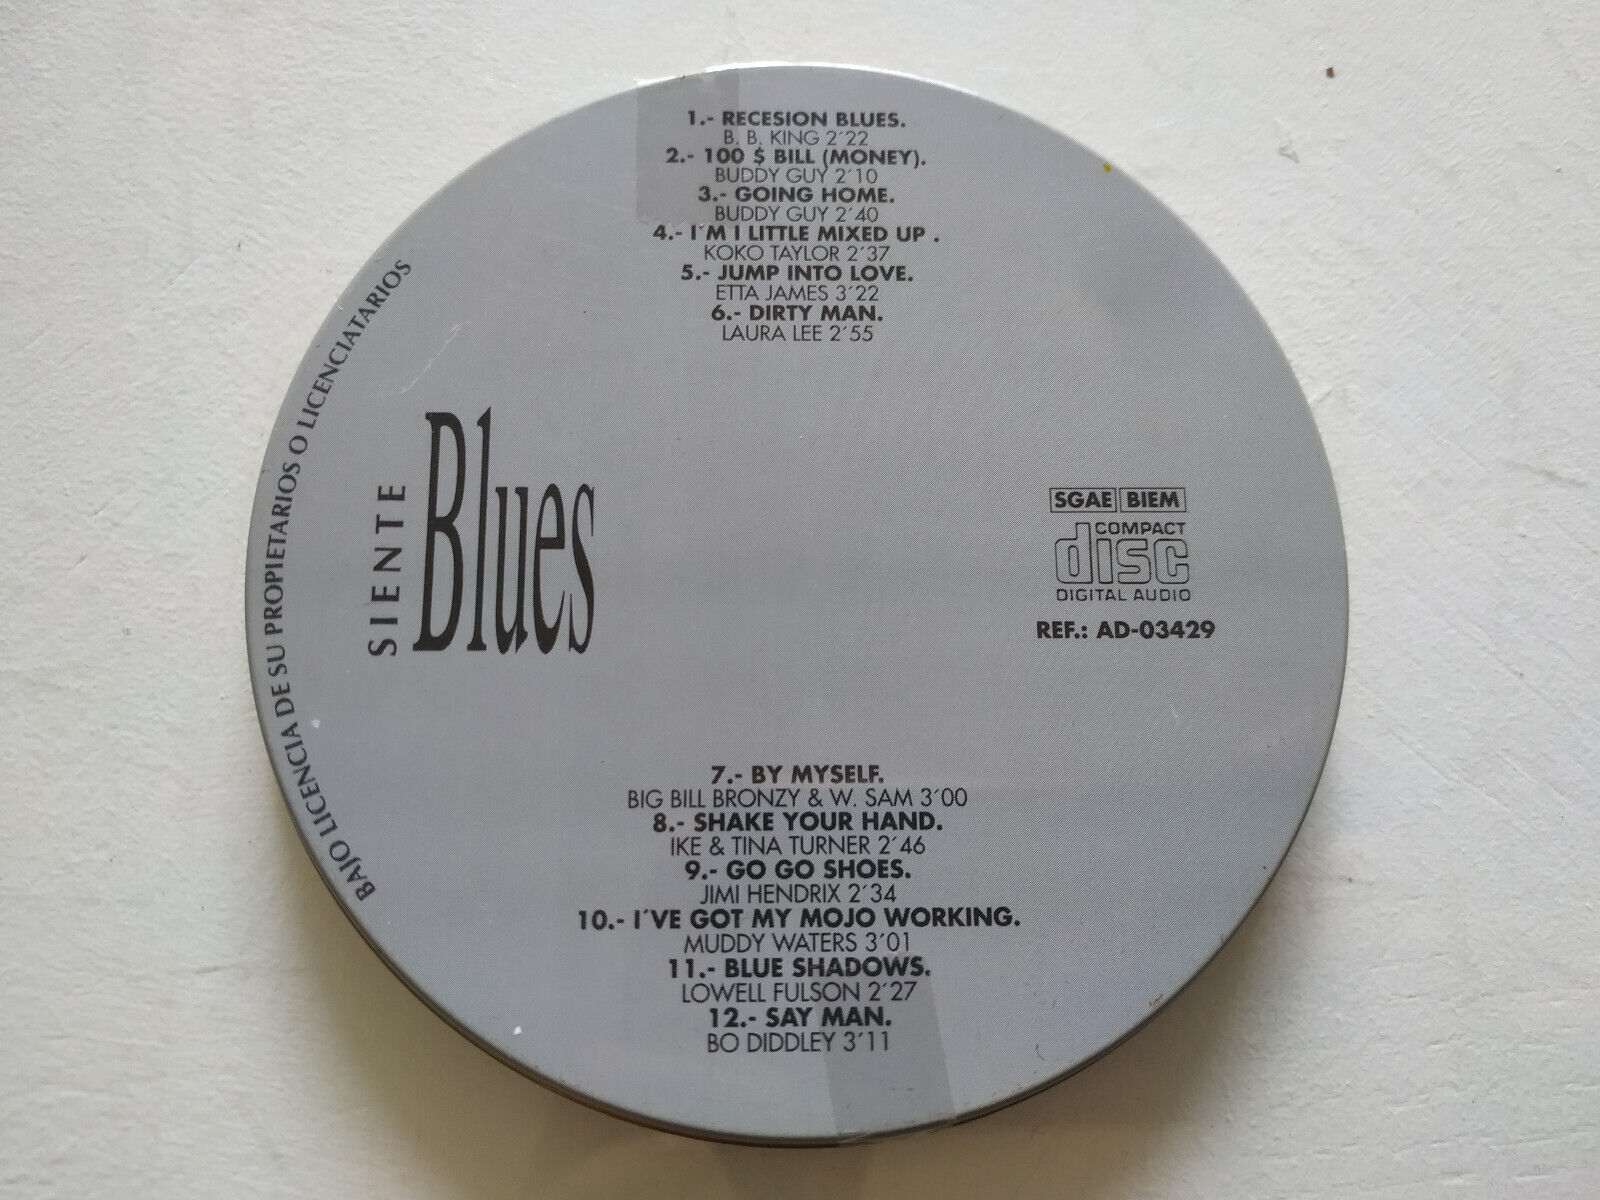 1.- RECESION BLUES.
B. B. KING 2´22
2.- 100 $ BILL (MONEY).
BUDDY GUY 2´10
3.- GOING HOME.
BUDDY GUY 2´40
4.- I´M I LITTLE MIXED UP .
KOKO TAYLOR 2´37
5.- JUMP INTO LOVE.
ETTA JAMES 3´22
6.- DIRTY MAN.
LAURA LEE 2´55
BAJO LICENCIA DE SU PROPIETARIOS O LICENCIATARIOS
SIENTE
Blues
SGAE BIEM
COMPACT
disc
DIGITAL AUDIO
REF.: AD-03429
7.- BY MYSELF.
BIG BILL BRONZY & W. SAM 3´00
8.- SHAKE YOUR HAND.
IKE & TINA TURNER 2´46
9.- GO GO SHOES.
JIMI HENDRIX 2´34
10.- I´VE GOT MY MOJO WORKING.
MUDDY WATERS 3´01
11.- BLUE SHADOWS.
LOWELL FULSON 2´27
12.- SAY MAN.
BO DIDDLEY 3´11